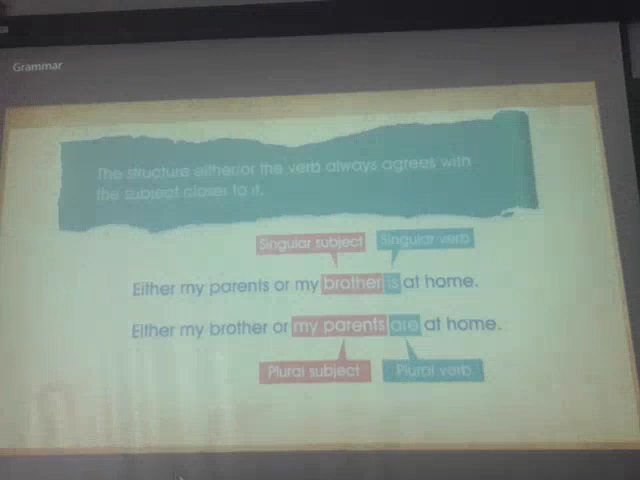 Grammar
The structure either/or the verb always agrees with
the subject closer to it.
Singular subject Singular verb
Either my parents or my brother is at home.
Either my brother or my parents are at home.
Plural subject Plural verb